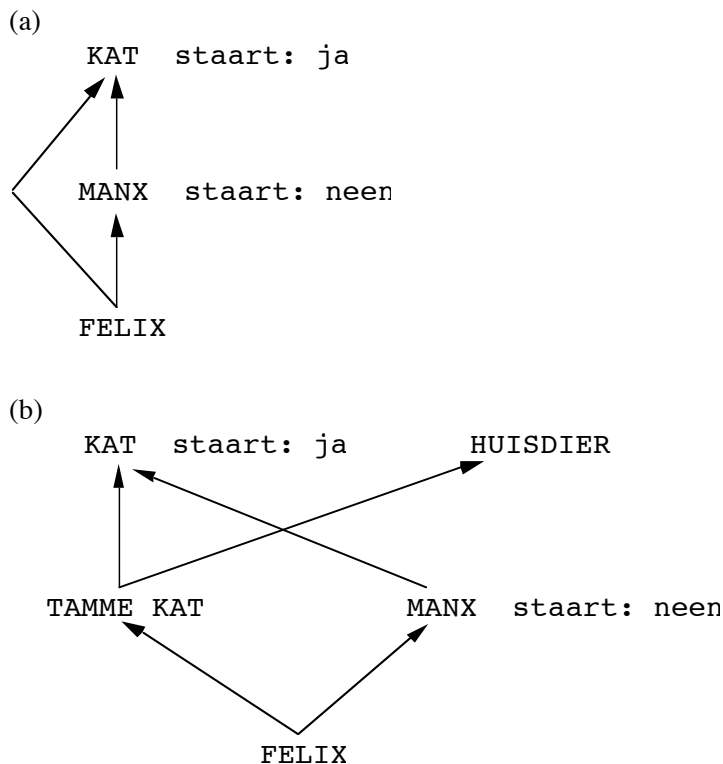 (a)
KAT staart: ja
MANX staart: neen
FELIX
(b)
KAT staart: ja HUISDIER
TAMME KAT MANX staart: neen
FELIX